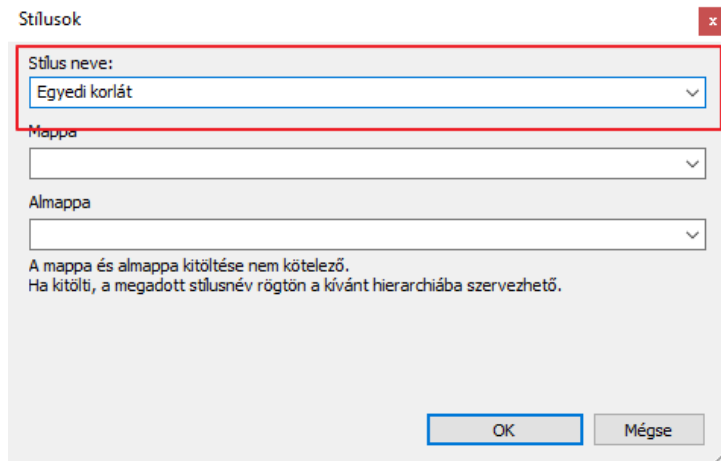 Stílusok
x
Stílus neve:
Egyedi korlát
Mappa
Almappa
A mappa és almappa kitöltése nem kötelező.
Ha kitölti, a megadott stílusnév rögtön a kívánt hierarchiába szervezhető.
OK Mégse